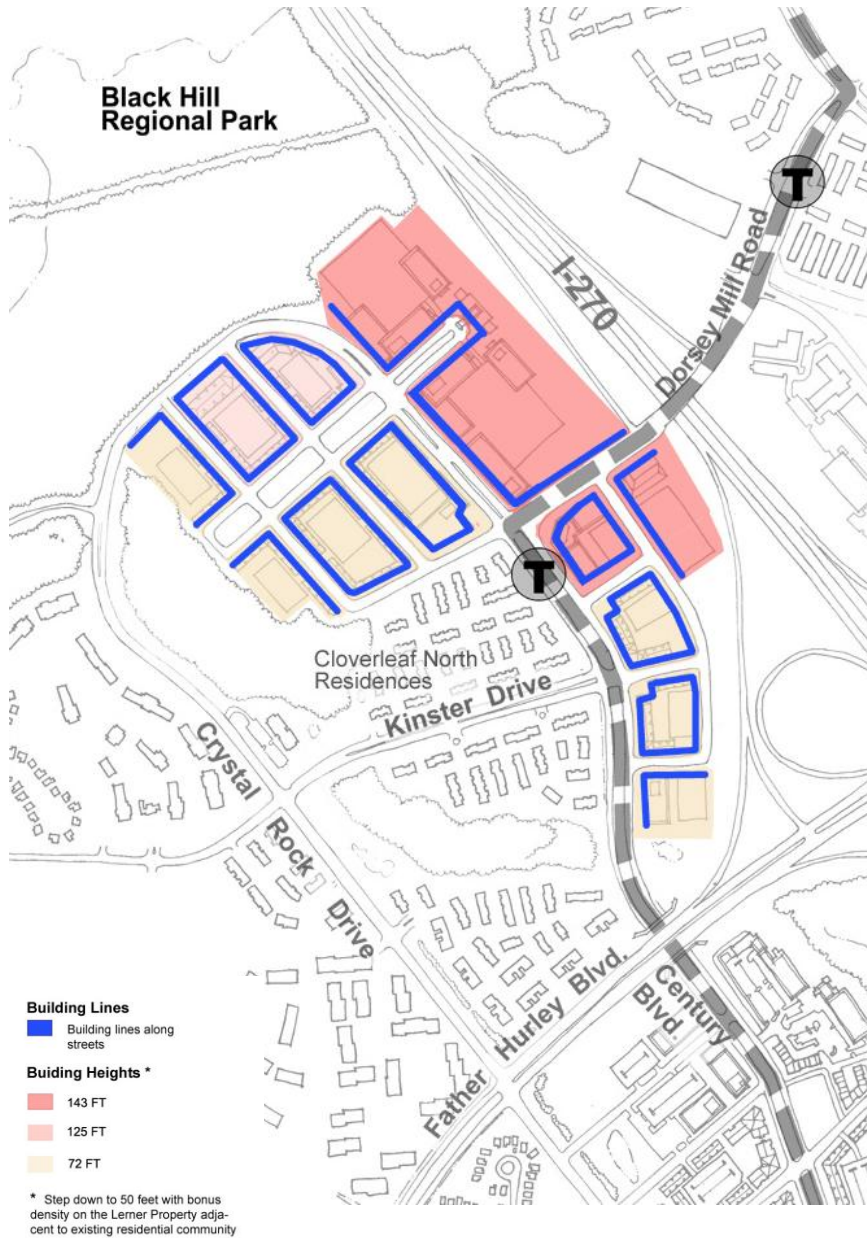 Black Hill
Regional Park
T
I-270
Dorsey Mill Road
T
Cloverleaf North
Residences
Kinster Drive
Crystal
Rock
Drive
Father
Hurley Blvd.
Century
Blvd.
Building Lines
Building lines along
streets
Buiding Heights *
143 FT
125 FT
72 FT
* Step down to 50 feet with bonus
density on the Lerner Property adja-
cent to existing residential community